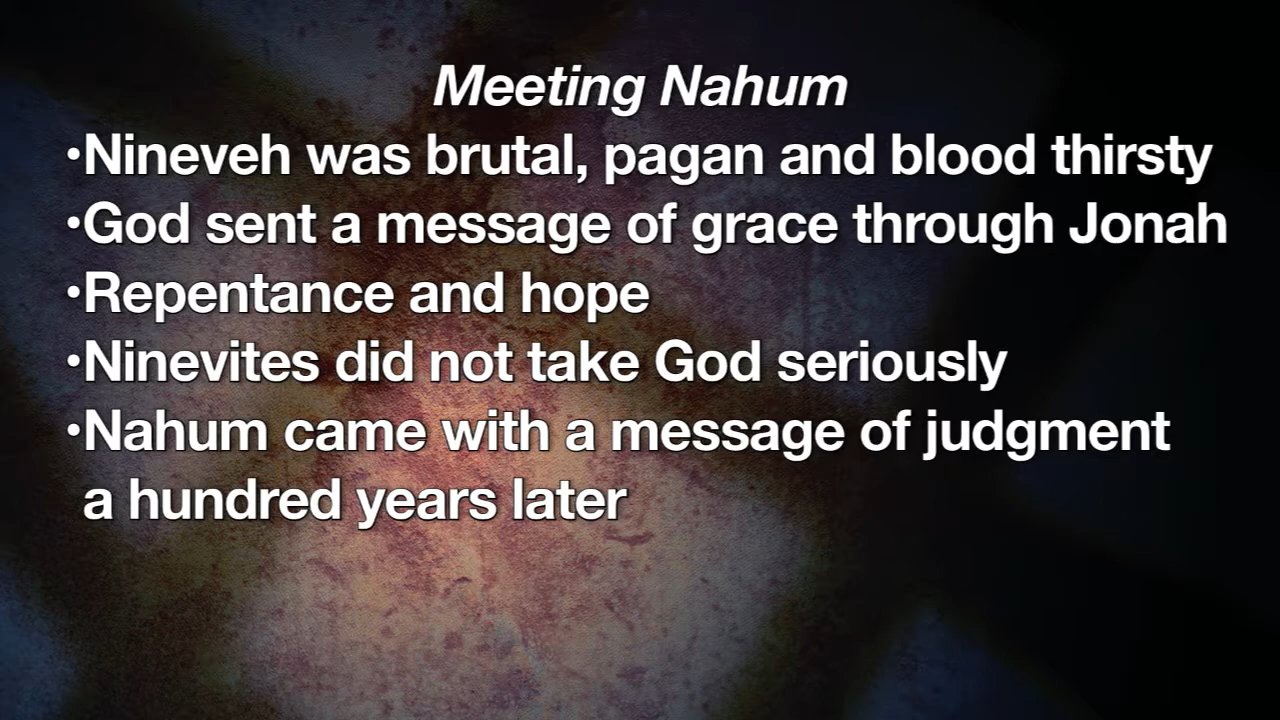 Meeting Nahum
•Nineveh was brutal, pagan and blood thirsty
•God sent a message of grace through Jonah
•Repentance and hope
•Ninevites did not take God seriously
•Nahum came with a message of judgment
a hundred years later